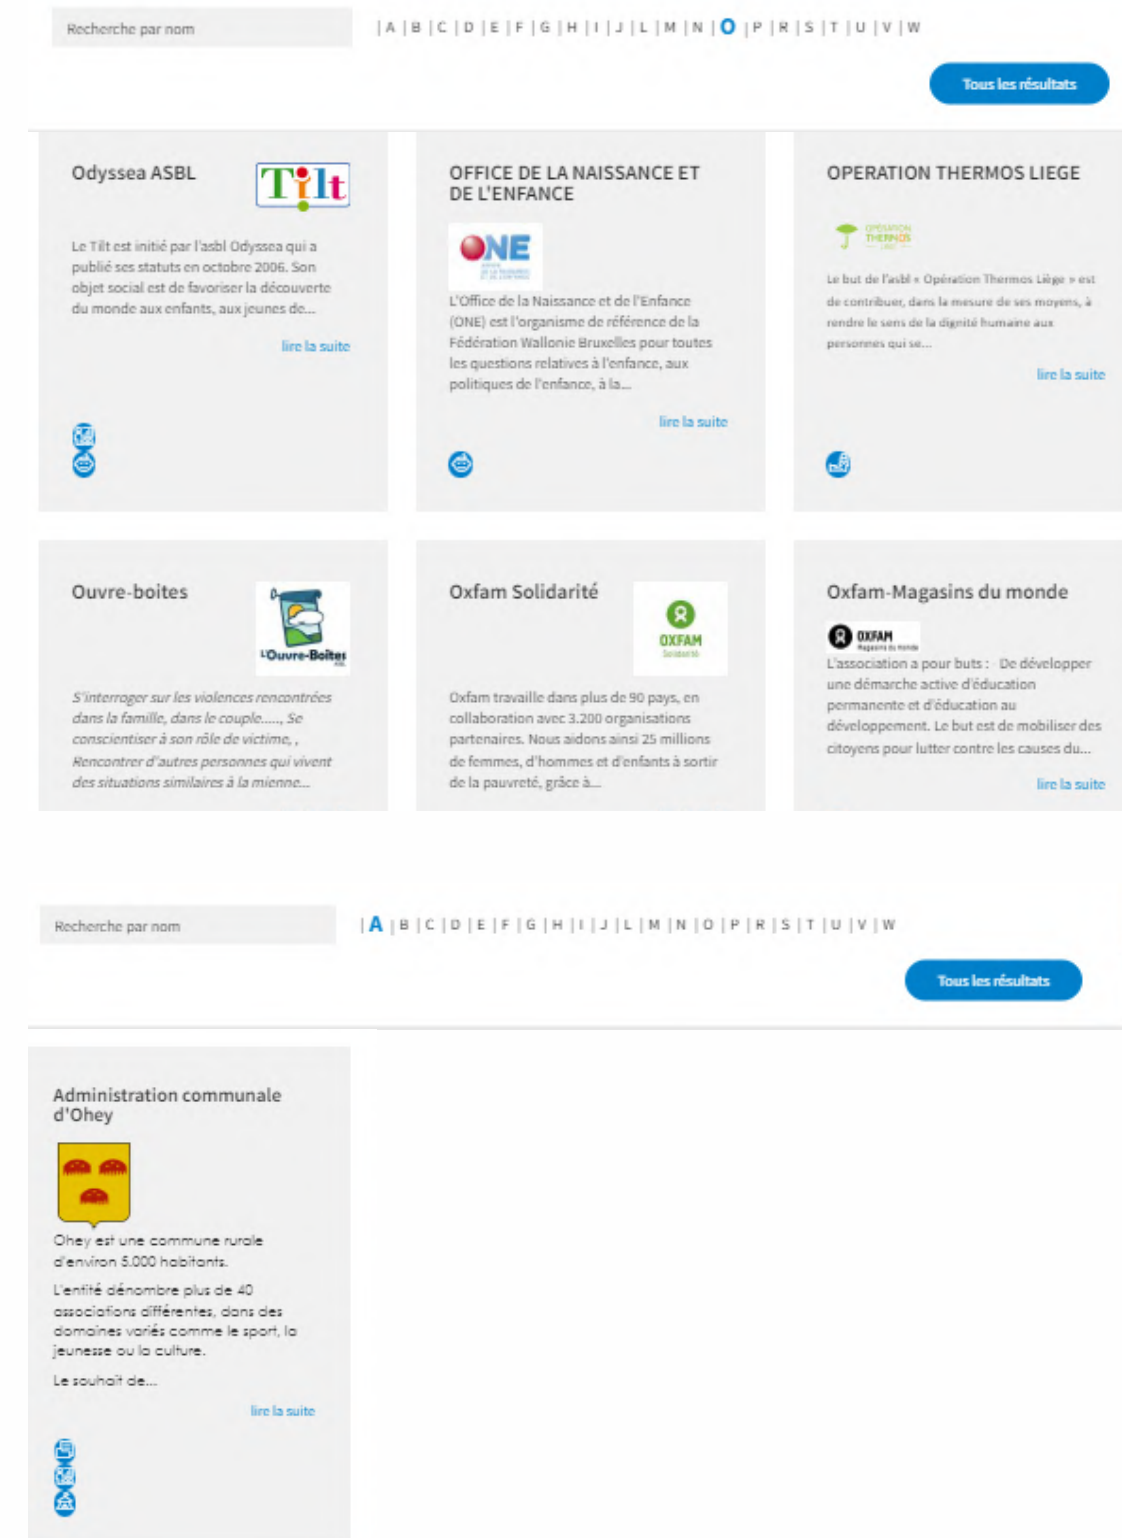 Recherche par nom
| A | B | C | D | E | F | G | H | I | J | L | M | N | O | P | R | S | T | U | V | W
Tous les résultats
Odyssea ASBL
Tilt
Le Tilt est initié par l'asbl Odyssea qui a
publié ses statuts en octobre 2006. Son
objet social est de favoriser la découverte
du monde aux enfants, aux jeunes de...
lire la suite
OFFICE DE LA NAISSANCE ET
DE L'ENFANCE
ONE
L'Office de la Naissance et de l'Enfance
(ONE) est l'organisme de référence de la
Fédération Wallonie Bruxelles pour toutes
les questions relatives à l'enfance, aux
politiques de l'enfance, à la...
lire la suite
OPERATION THERMOS LIEGE
OPERATION
THERMOS
Le but de l'asbl « Opération Thermos Liège » est
de contribuer, dans la mesure de ses moyens, à
rendre le sens de la dignité humaine aux
personnes qui se...
lire la suite
Ouvre-boites
L'Ouvre-Boîtes
ASBL
S'interroger sur les violences rencontrées
dans la famille, dans le couple....., Se
conscientiser à son rôle de victime, ,
Rencontrer d'autres personnes qui vivent
des situations similaires à la mienne...
Oxfam Solidarité
OXFAM
Solidarité
Oxfam travaille dans plus de 90 pays, en
collaboration avec 3.200 organisations
partenaires. Nous aidons ainsi 25 millions
de femmes, d'hommes et d'enfants à sortir
de la pauvreté, grâce à...
Oxfam-Magasins du monde
OXFAM
Magasins du monde
L'association a pour buts : De développer
une démarche active d'éducation
permanente et d'éducation au
développement. Le but est de mobiliser des
citoyens pour lutter contre les causes du...
lire la suite
Recherche par nom
| A | B | C | D | E | F | G | H | I | J | L | M | N | O | P | R | S | T | U | V | W
Tous les résultats
Administration communale
d'Ohey
Ohey est une commune rurale
d'environ 5.000 habitants.
L'entité dénombre plus de 40
associations différentes, dans des
domaines variés comme le sport, la
jeunesse ou la culture.
Le souhait de...
lire la suite